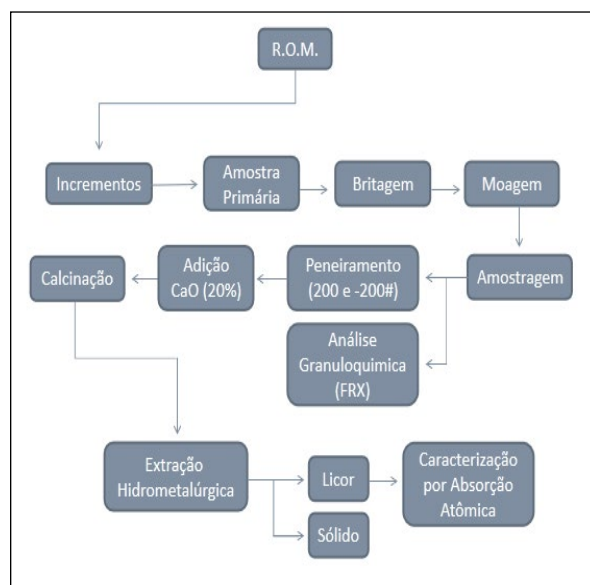 R.O.M.
Incrementos
Amostra
Primária
Britagem
Moagem
Calcinação
Adição
CaO (20%)
Peneiramento
(200 e -200#)
Amostragem
Análise
Granuloquimica
(FRX)
Extração
Hidrometalúrgica
Licor
Caracterização
por Absorção
Atômica
Sólido